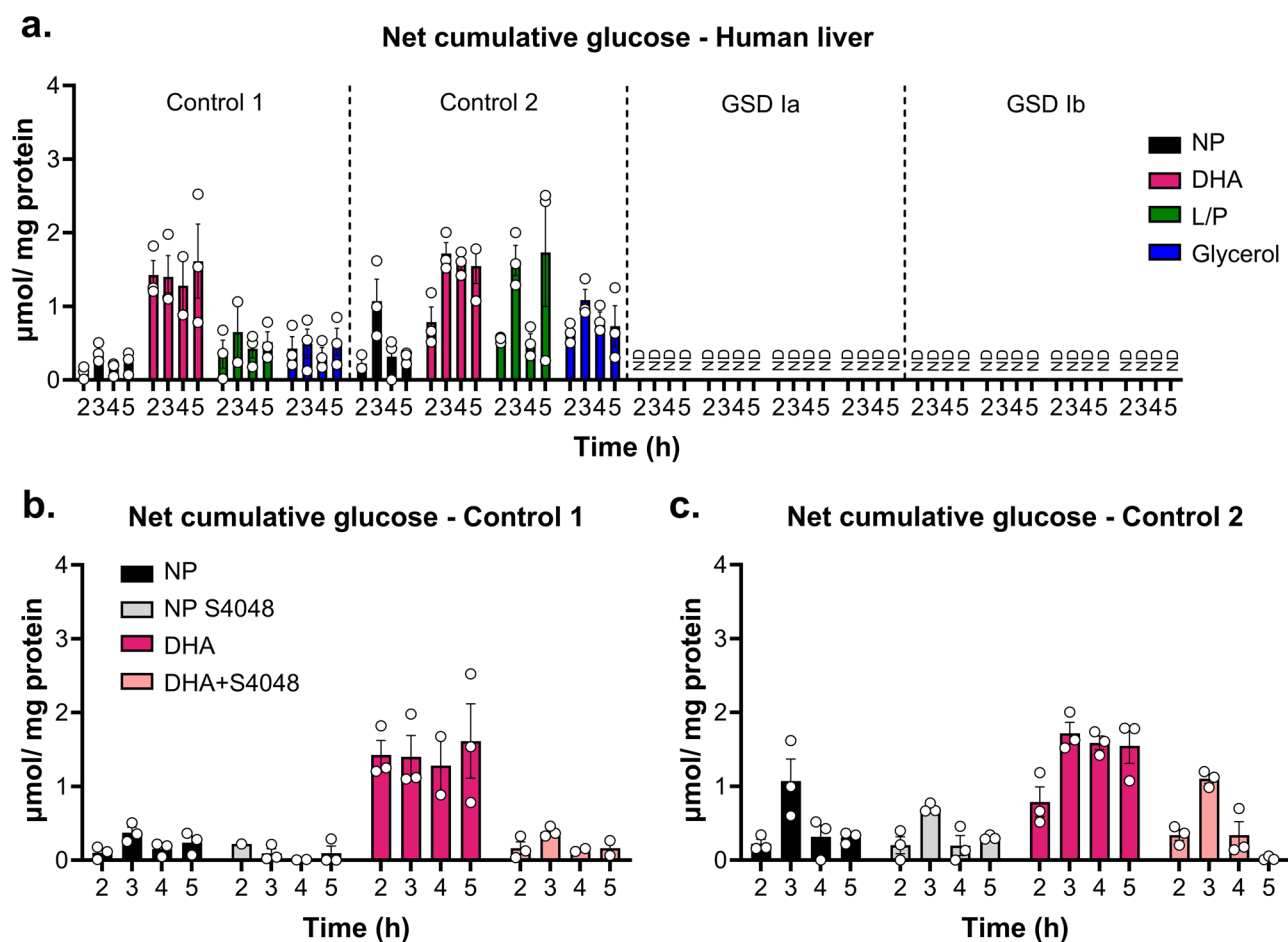 a.
Net cumulative glucose - Human liver
µmol/ mg protein
4
3
2
1
0
Control 1
Control 2
GSD Ia
GSD Ib
NP
DHA
L/P
Glycerol
ND ND ND ND ND ND ND ND ND ND ND ND ND ND ND ND ND ND ND ND ND ND ND ND ND ND ND ND ND ND ND ND
2345 2345 2345 2345 2345 2345 2345 2345 2345 2345 2345 2345 2345 2345 2345 2345
Time (h)
b.
Net cumulative glucose - Control 1
µmol/ mg protein
4
3
2
1
0
NP
NP S4048
DHA
DHA+S4048
2 3 4 5 2 3 4 5 2 3 4 5 2 3 4 5
Time (h)
c.
Net cumulative glucose - Control 2
µmol/ mg protein
4
3
2
1
0
2 3 4 5 2 3 4 5 2 3 4 5 2 3 4 5
Time (h)